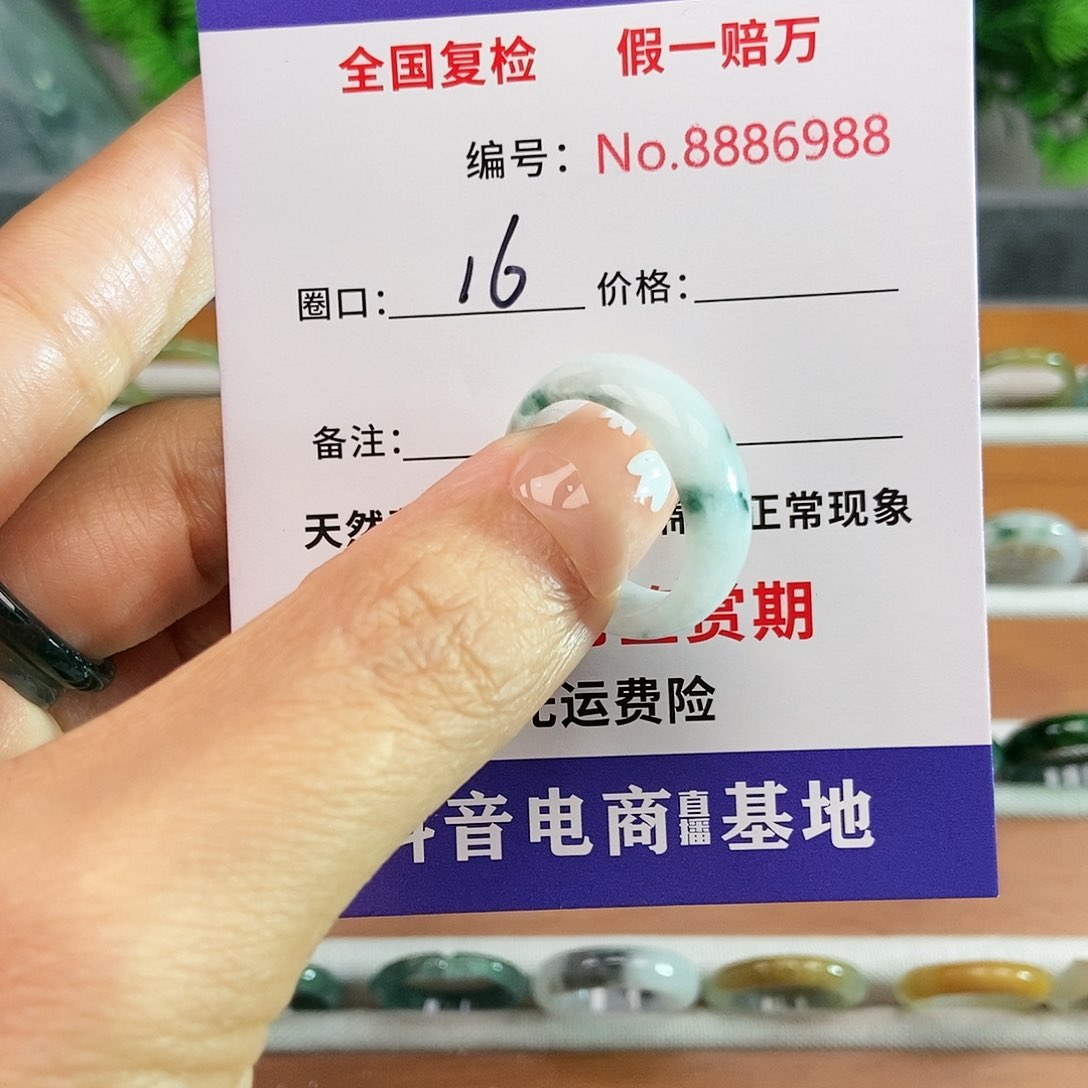 全国复检 假一赔万
编号：No.8886988
圈口：16 价格：
备注：
天然 正常现象
赏期
运费险
音电商直播基地